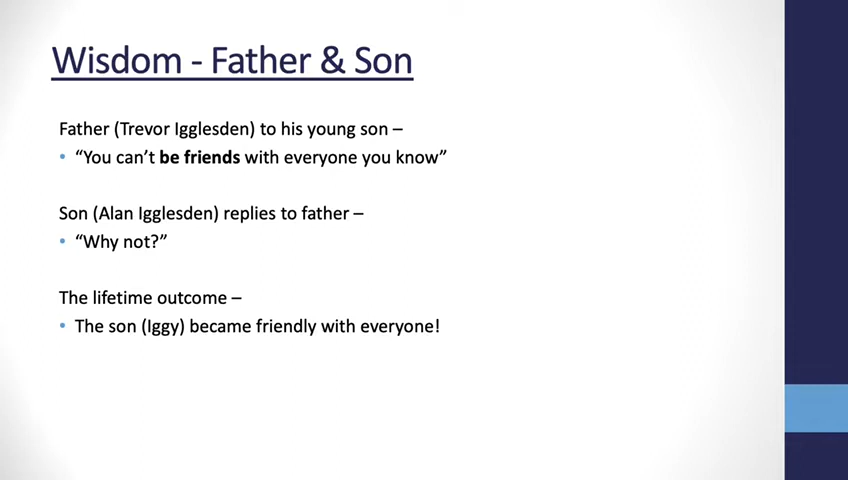 Wisdom - Father & Son
Father (Trevor Igglesden) to his young son –
• “You can’t be friends with everyone you know”
Son (Alan Igglesden) replies to father –
• “Why not?”
The lifetime outcome –
• The son (Iggy) became friendly with everyone!